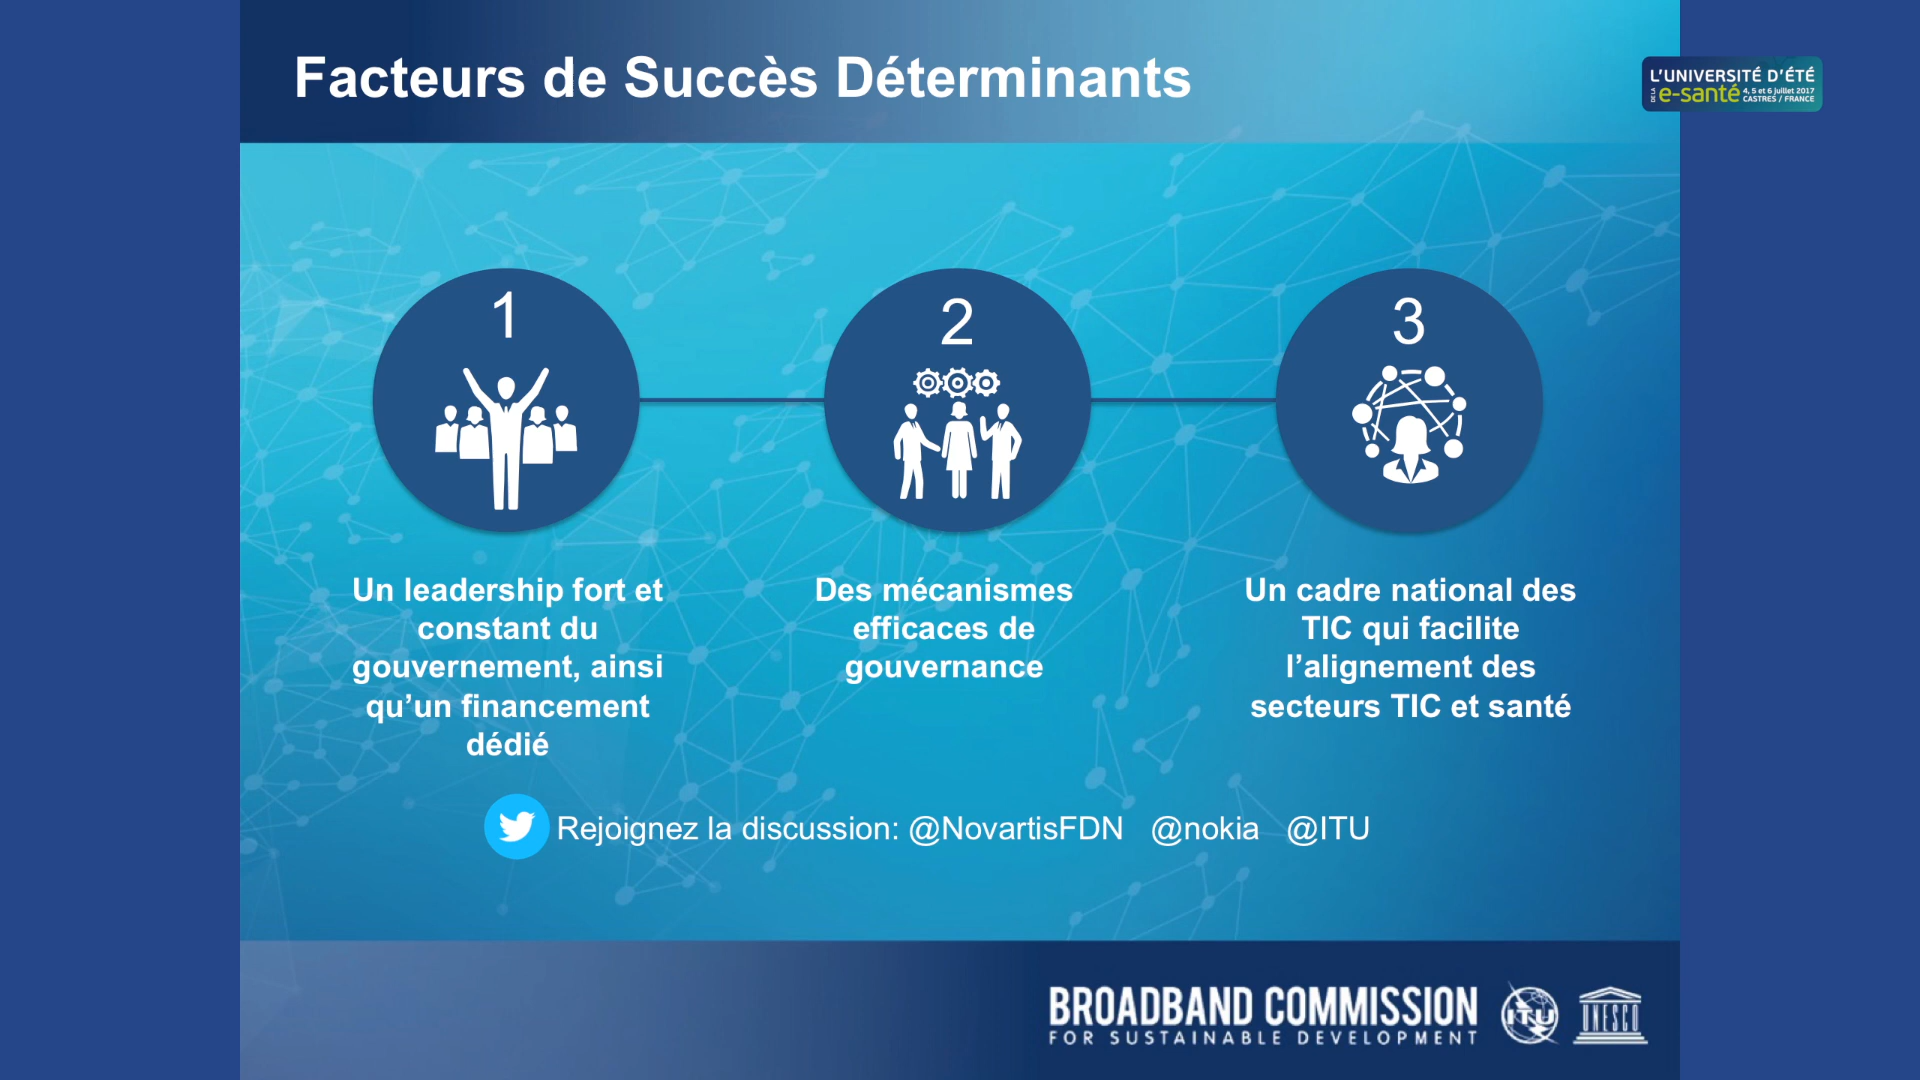 Facteurs de Succès Déterminants
L'UNIVERSITÉ D'ÉTÉ
DE LA e-santé 4, 5 et 6 juillet 2017
CASTRES / FRANCE
1
2
3
Un leadership fort et
constant du
gouvernement, ainsi
qu’un financement
dédié
Des mécanismes
efficaces de
gouvernance
Un cadre national des
TIC qui facilite
l’alignement des
secteurs TIC et santé
Rejoignez la discussion: @NovartisFDN @nokia @ITU
BROADBAND COMMISSION
FOR SUSTAINABLE DEVELOPMENT
ITU
UNESCO